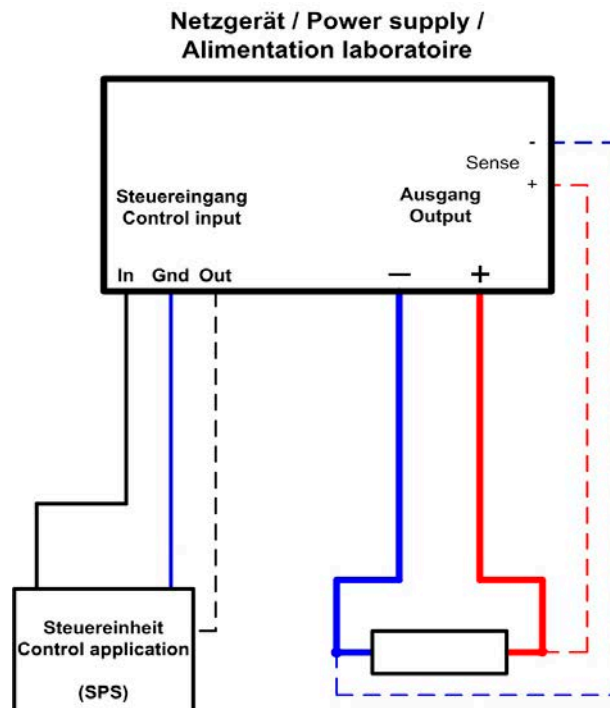 Netzgerät / Power supply /
Alimentation laboratoire
-
Sense
+
Steuereingang
Control input
Ausgang
Output
In Gnd Out
— +
Steuereinheit
Control application
(SPS)